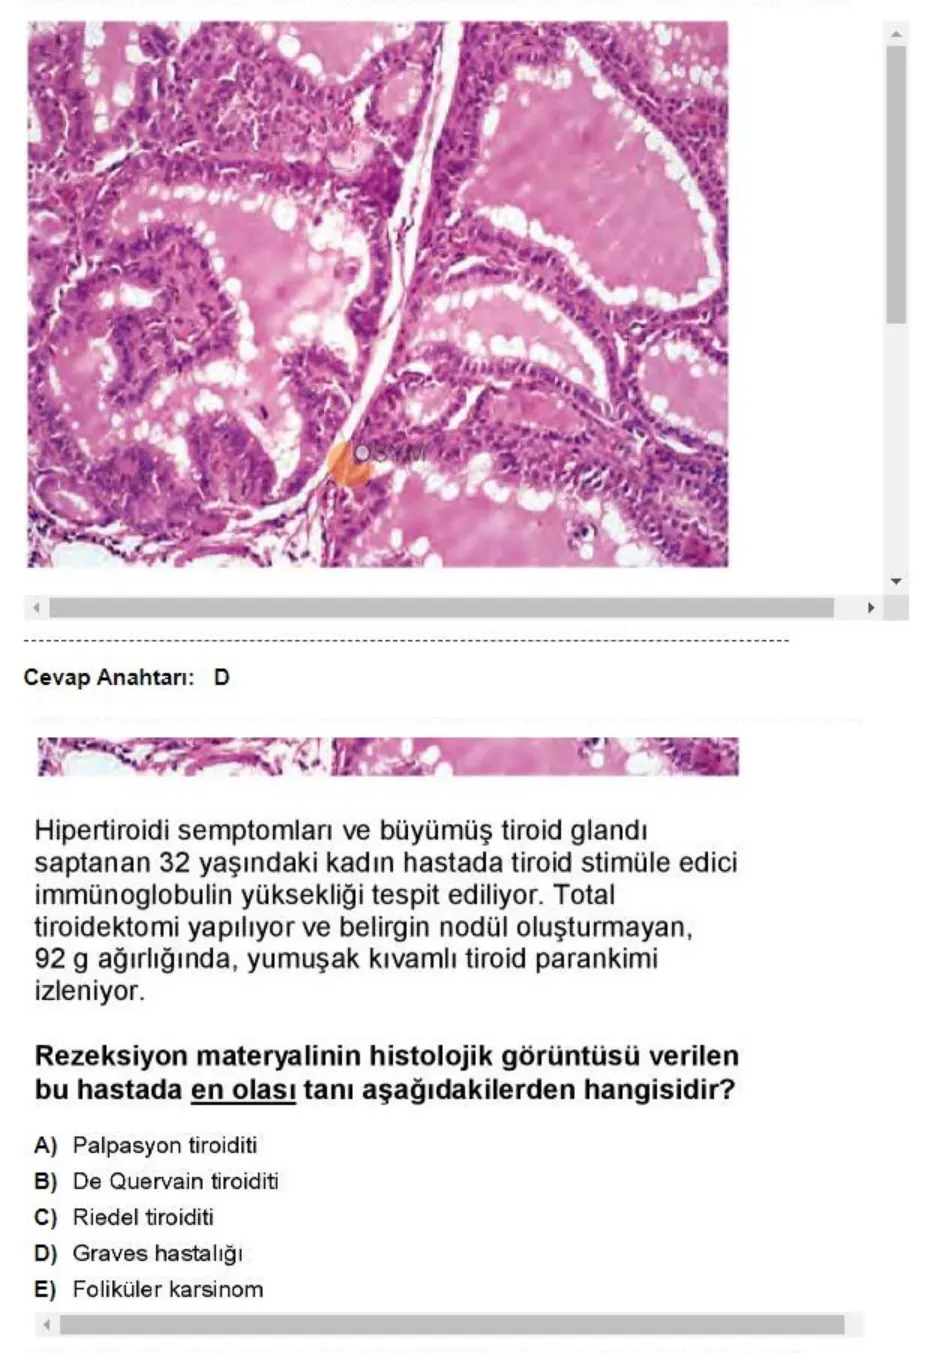 ÖSYM
Cevap Anahtarı: D
Hipertiroidi semptomları ve büyümüş tiroid glandı
saptanan 32 yaşındaki kadın hastada tiroid stimüle edici
immünoglobulin yüksekliği tespit ediliyor. Total
tiroidektomi yapılıyor ve belirgin nodül oluşturmayan,
92 g ağırlığında, yumuşak kıvamlı tiroid parankimi
izleniyor.
Rezeksiyon materyalinin histolojik görüntüsü verilen
bu hastada en olası tanı aşağıdakilerden hangisidir?
A) Palpasyon tiroiditi
B) De Quervain tiroiditi
C) Riedel tiroiditi
D) Graves hastalığı
E) Foliküler karsinom